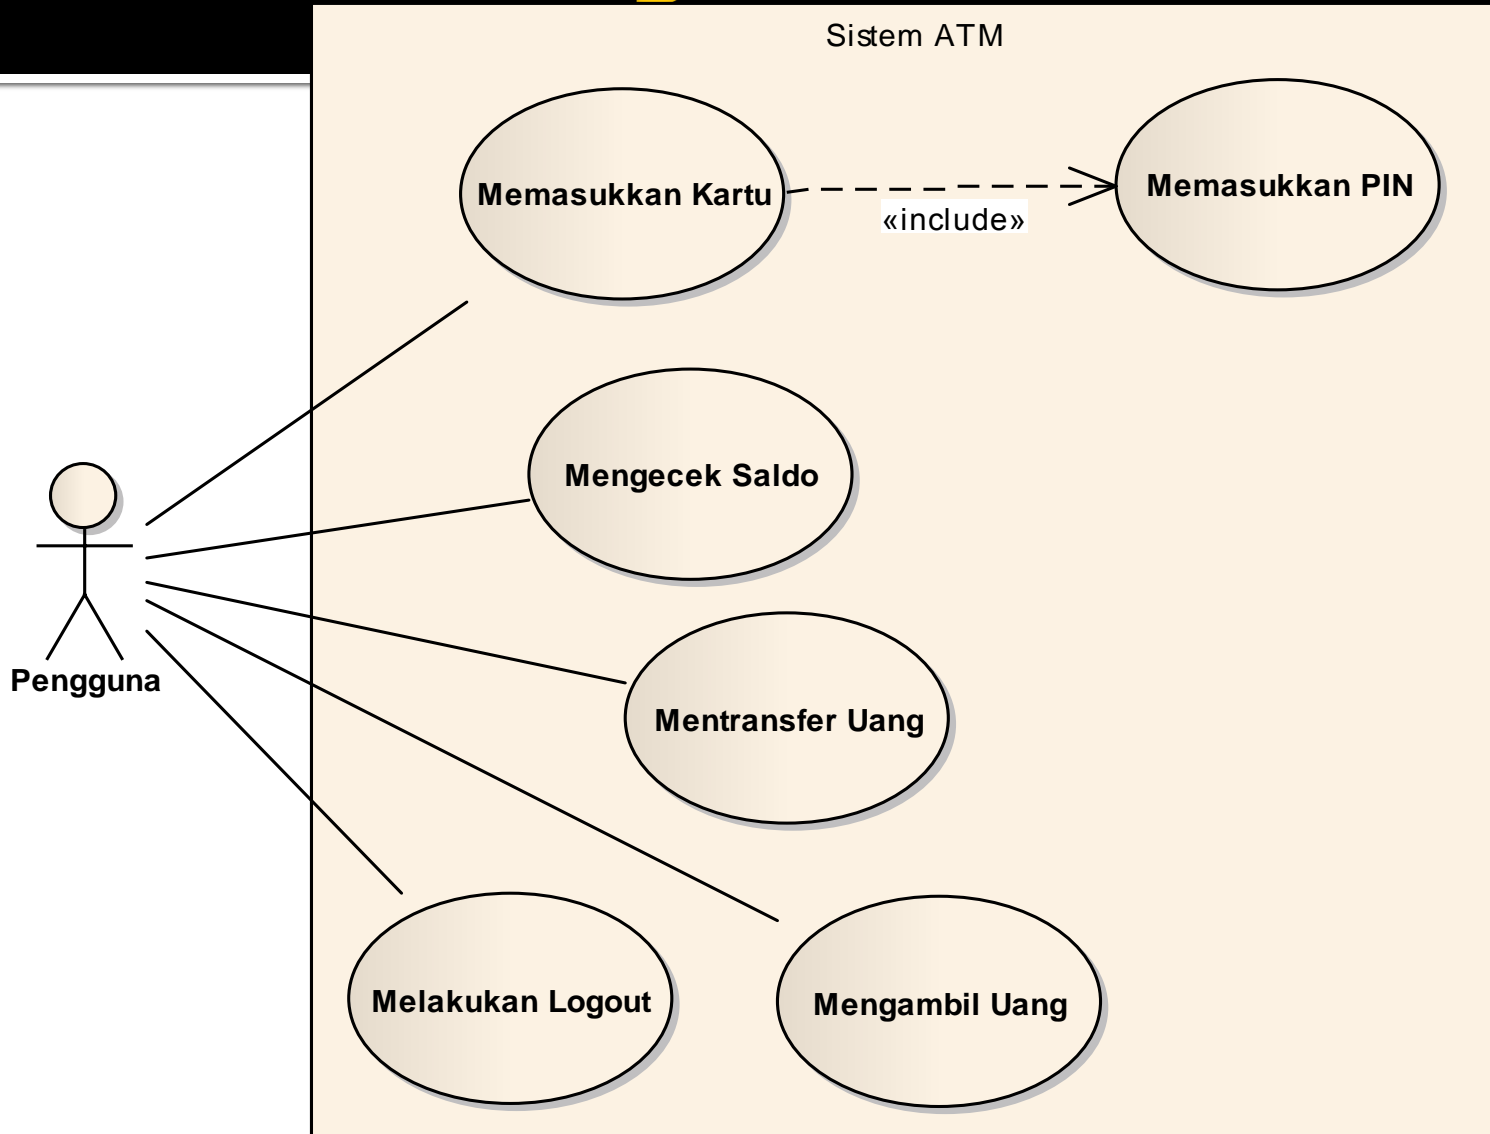 Sistem ATM
Memasukkan Kartu
Memasukkan PIN
«include»
Mengecek Saldo
Pengguna
Mentransfer Uang
Melakukan Logout
Mengambil Uang